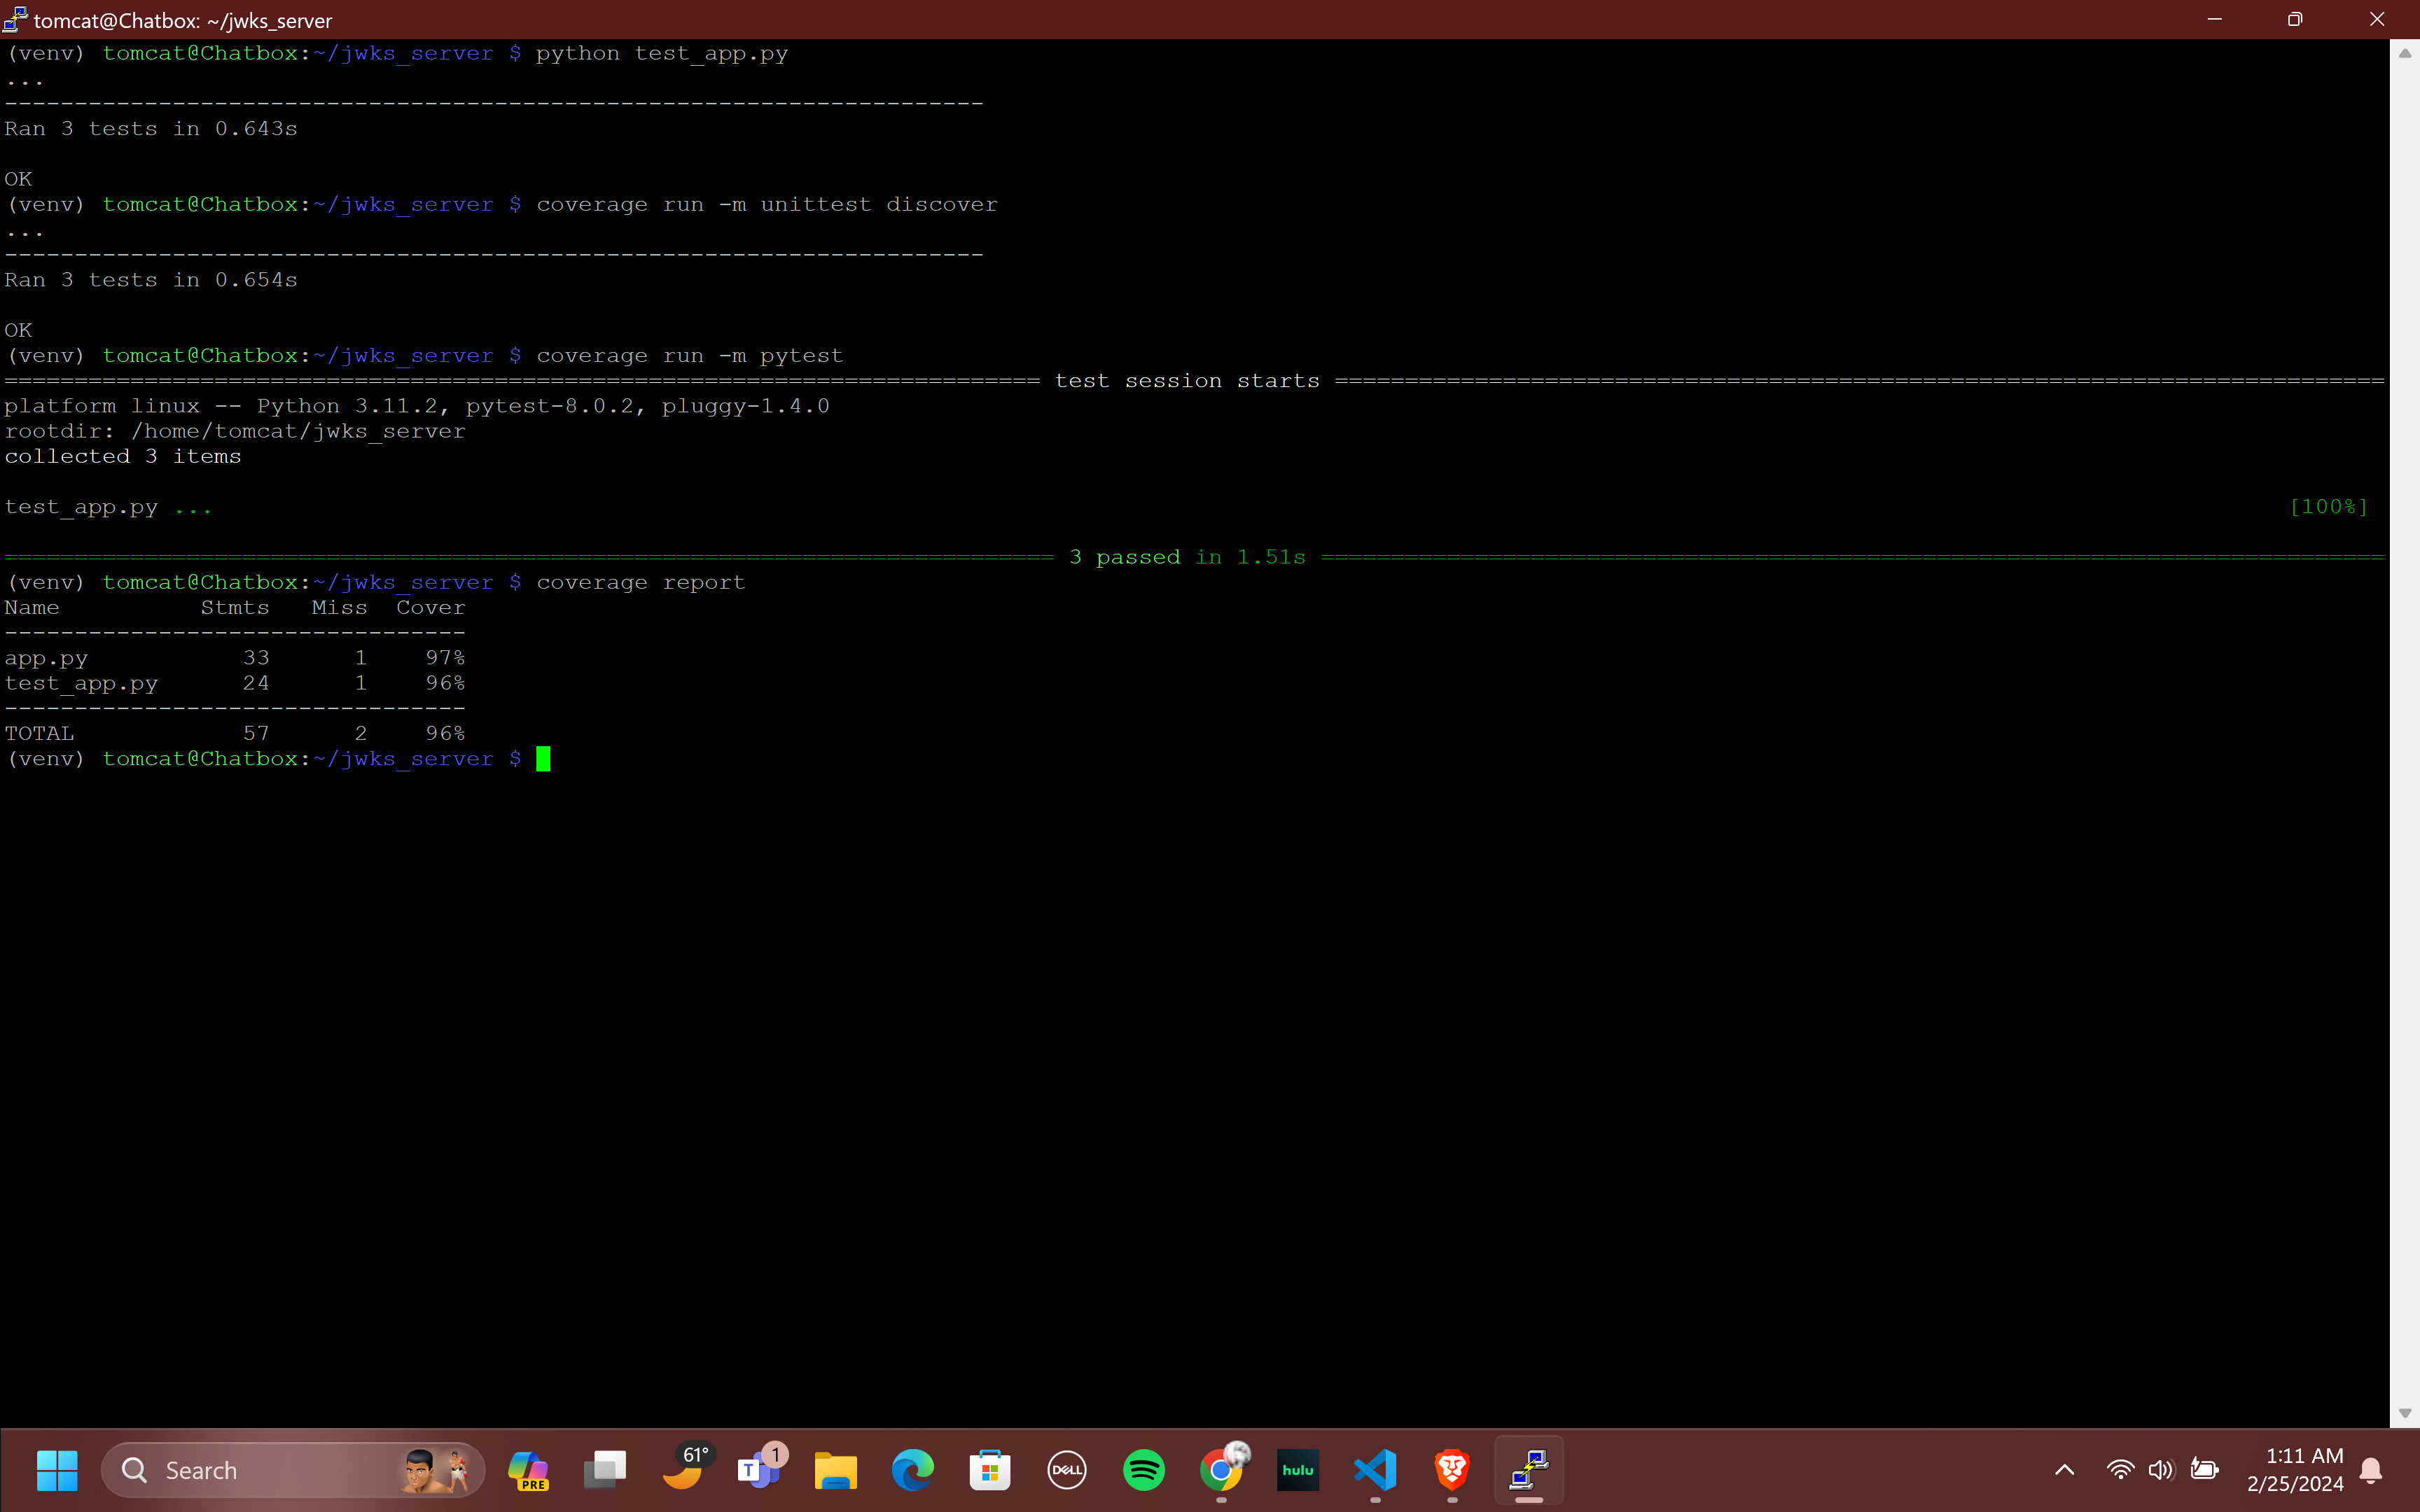 tomcat@Chatbox: ~/jwks_server
(venv) tomcat@Chatbox:~/jwks_server $ python test_app.py
...
----------------------------------------------------------------------
Ran 3 tests in 0.643s
OK
(venv) tomcat@Chatbox:~/jwks_server $ coverage run -m unittest discover
...
----------------------------------------------------------------------
Ran 3 tests in 0.654s
OK
(venv) tomcat@Chatbox:~/jwks_server $ coverage run -m pytest
========================================================================== test session starts ===========================================================================
platform linux -- Python 3.11.2, pytest-8.0.2, pluggy-1.4.0
rootdir: /home/tomcat/jwks_server
collected 3 items
test_app.py ... [100%]
=========================================================================== 3 passed in 1.51s ============================================================================
(venv) tomcat@Chatbox:~/jwks_server $ coverage report
Name Stmts Miss Cover
---------------------------------
app.py 33 1 97%
test_app.py 24 1 96%
---------------------------------
TOTAL 57 2 96%
(venv) tomcat@Chatbox:~/jwks_server $
Search
PRE
61°
T
1
DELL
hulu
1:11 AM
2/25/2024